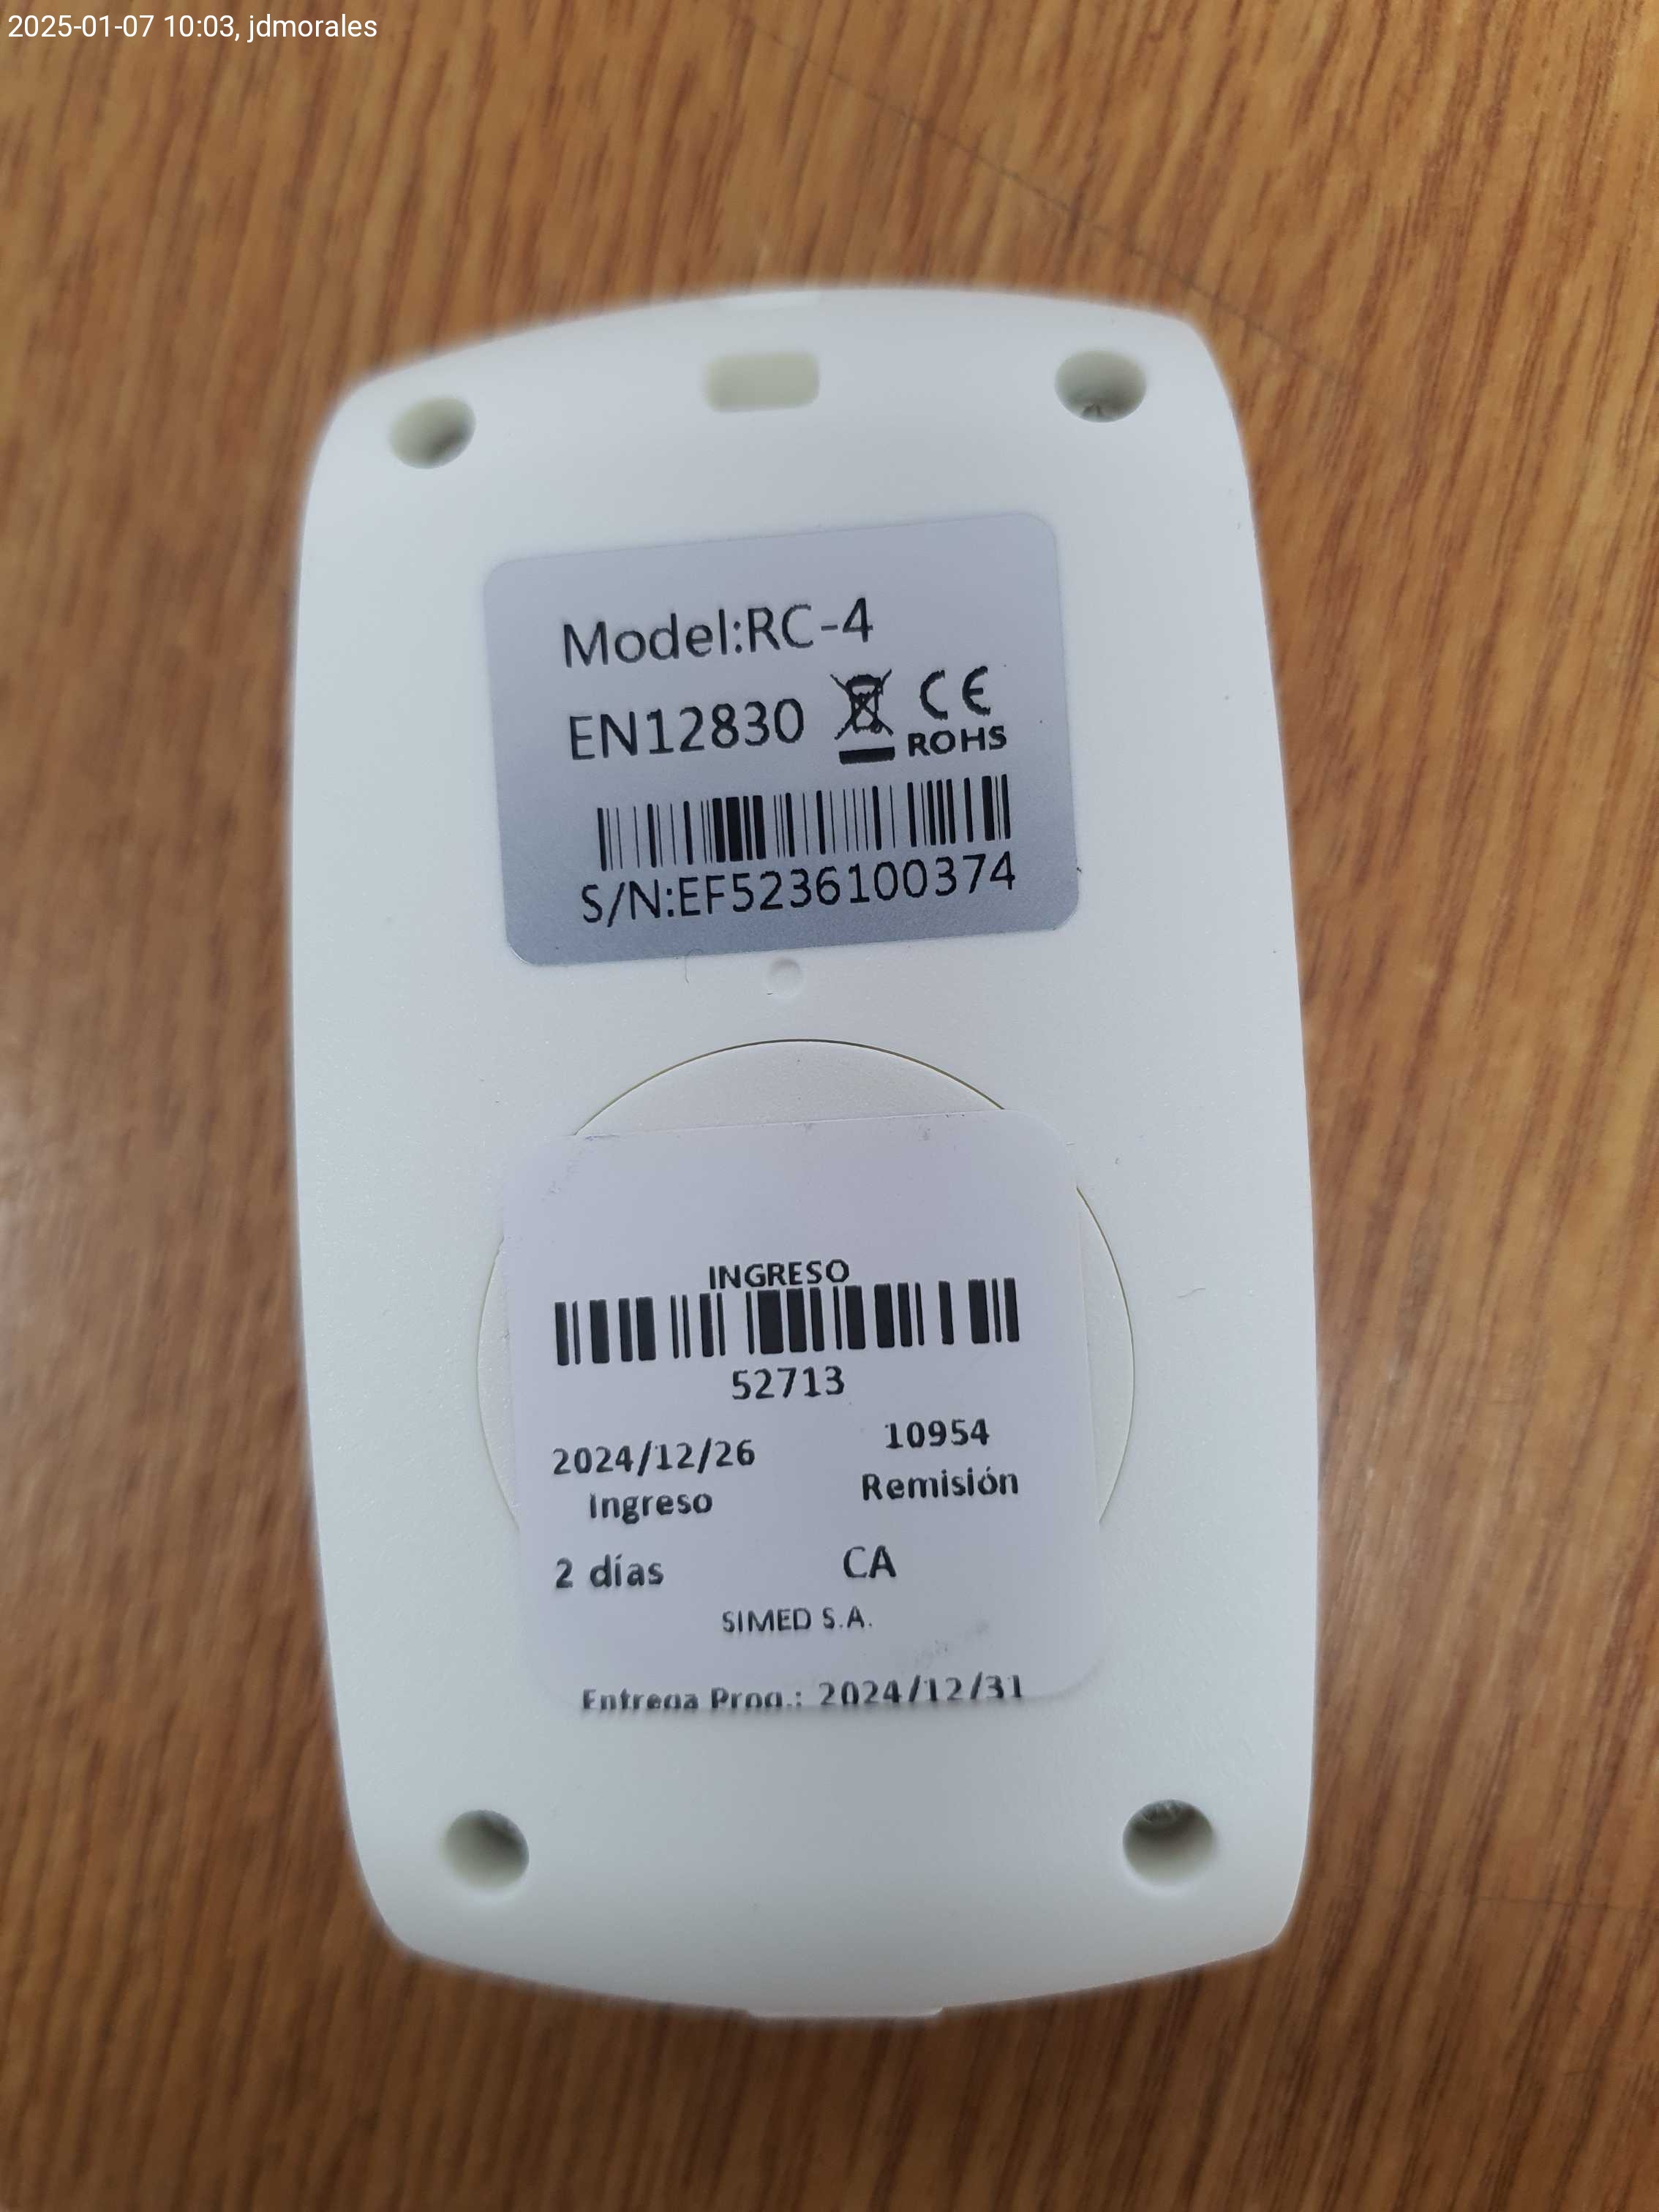 2025-01-07 10:03, jdmorales
Model:RC-4
EN12830 CE
ROHS
S/N:EF5236100374
INGRESO
52713
2024/12/26 10954
Ingreso Remisión
2 días CA
SIMED S.A.
Entrega Prog.: 2024/12/31